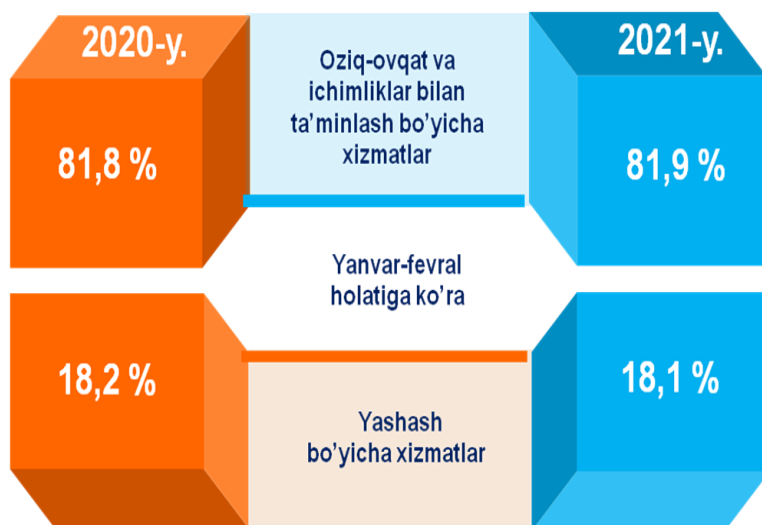 2020-y.
Oziq-ovqat va
ichimliklar bilan
ta'minlash bo'yicha
xizmatlar
2021-y.
81,8 %
81,9 %
Yanvar-fevral
holatiga ko'ra
18,2 %
18,1 %
Yashash
bo'yicha xizmatlar